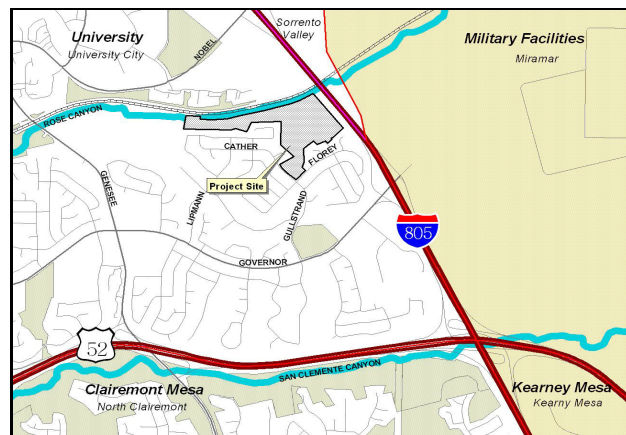 Sorrento
Valley
University
University City
NOBEL
Military Facilities
Miramar
ROSE CANYON
CATHER
FLOREY
Project Site
GENESEE
LIPMANN
GULLSTRAND
805
GOVERNOR
52
SAN CLEMENTE CANYON
Clairemont Mesa
North Clairemont
Kearney Mesa
Kearny Mesa